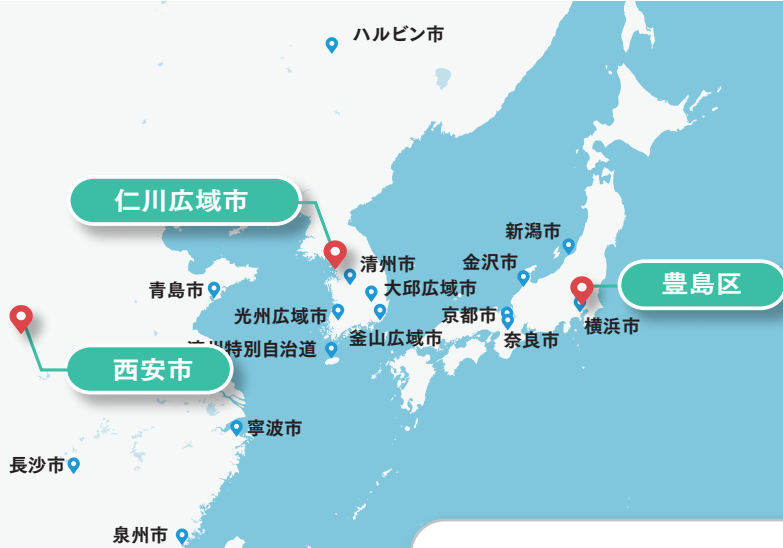 ハルビン市
仁川広域市
新潟市
清州市
金沢市
豊島区
青島市
大邱広域市
光州広域市
京都市
横浜市
釜山広域市
奈良市
特別自治道
西安市
寧波市
長沙市
泉州市